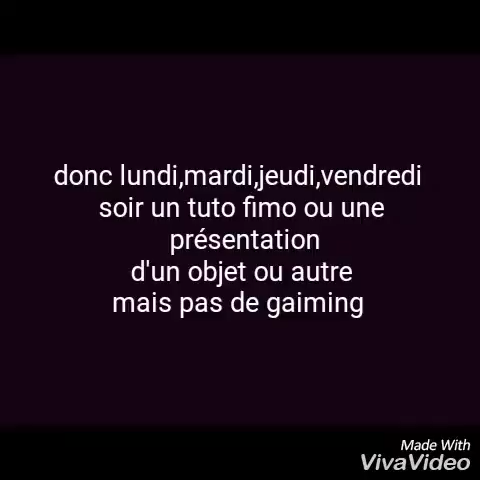 donc lundi,mardi,jeudi,vendredi
soir un tuto fimo ou une
présentation
d'un objet ou autre
mais pas de gaiming
Made With
VivaVideo